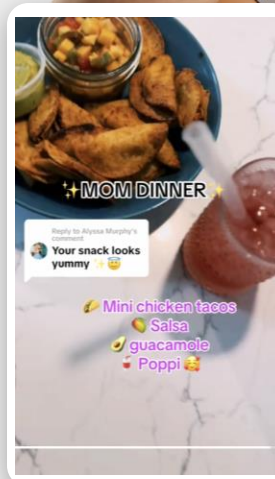 ✨MOM DINNER✨
Reply to Alyssa Murphy's
comment
Your snack looks
yummy ✨😇
🌮 Mini chicken tacos
🥭 Salsa
🥑 guacamole
🥤 Poppi 🥰